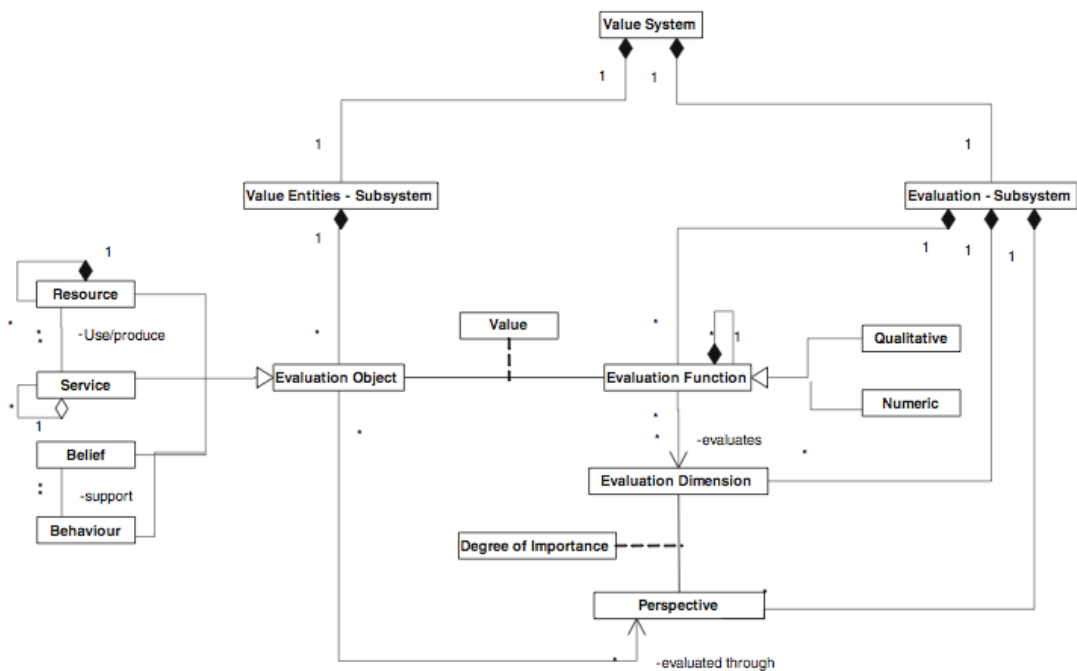 Value System
1
1
1
1
Value Entities - Subsystem
Evaluation - Subsystem
1
1
1
1
1
Resource
*
*
*
-Use/produce
*
Value
*
*
1
Qualitative
Service
Evaluation Object
Evaluation Function
*
1
Numeric
*
*
*
-evaluates
*
Belief
*
*
-support
Evaluation Dimension
Behaviour
Degree of Importance
*
Perspective
*
-evaluated through